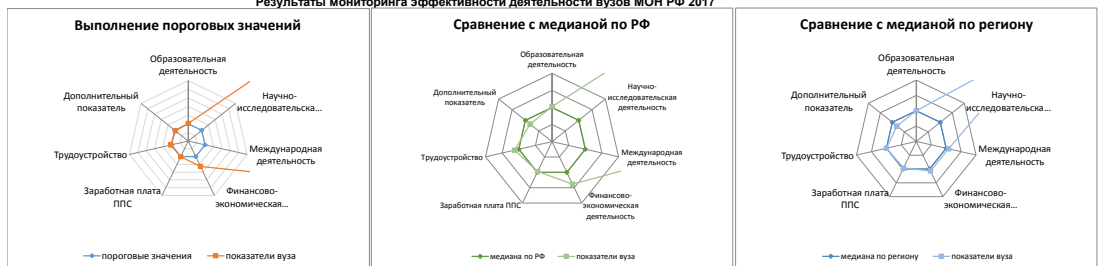 Результаты мониторинга эффективности деятельности вузов МОН РФ 2017
Выполнение пороговых значений
Образовательная
деятельность
Научно-
исследовательска...
Международная
деятельность
Финансово-
экономическая...
Заработная плата
ППС
Трудоустройство
Дополнительный
показатель
пороговые значения
показатели вуза
Сравнение с медианой по РФ
Образовательная
деятельность
Научно-
исследовательская
деятельность
Международная
деятельность
Финансово-
экономическая
деятельность
Заработная плата ППС
Трудоустройство
Дополнительный
показатель
медиана по РФ
показатели вуза
Сравнение с медианой по региону
Образовательная
деятельность
Научно-
исследовательска...
Международная
деятельность
Финансово-
экономическая...
Заработная плата
ППС
Трудоустройство
Дополнительный
показатель
медиана по региону
показатели вуза